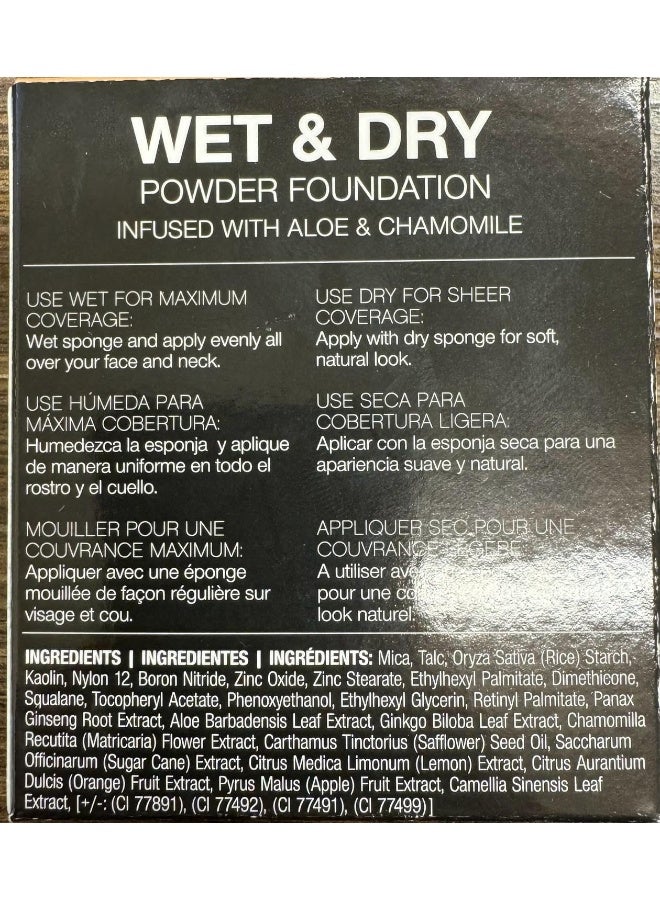 WET & DRY
POWDER FOUNDATION
INFUSED WITH ALOE & CHAMOMILE
USE WET FOR MAXIMUM
COVERAGE:
Wet sponge and apply evenly all
over your face and neck.
USE DRY FOR SHEER
COVERAGE:
Apply with dry sponge for soft,
natural look.
USE HÚMEDA PARA
MÁXIMA COBERTURA:
Humedezca la esponja y aplique
de manera uniforme en todo el
rostro y el cuello.
USE SECA PARA
COBERTURA LIGERA:
Aplicar con la esponja seca para una
apariencia suave y natural.
MOUILLER POUR UNE
COUVRANCE MAXIMUM:
Appliquer avec une éponge
mouillée de façon régulière sur
visage et cou.
APPLIQUER SEC POUR UNE
COUVRANCE LÉGÈRE:
A utiliser
pour une
look naturel.
INGREDIENTS | INGREDIENTES | INGRÉDIENTS: Mica, Talc, Oryza Sativa (Rice) Starch,
Kaolin, Nylon 12, Boron Nitride, Zinc Oxide, Zinc Stearate, Ethylhexyl Palmitate, Dimethicone,
Squalane, Tocopheryl Acetate, Phenoxyethanol, Ethylhexyl Glycerin, Retinyl Palmitate, Panax
Ginseng Root Extract, Aloe Barbadensis Leaf Extract, Ginkgo Biloba Leaf Extract, Chamomilla
Recutita (Matricaria) Flower Extract, Carthamus Tinctorius (Safflower) Seed Oil, Saccharum
Officinarum (Sugar Cane) Extract, Citrus Medica Limonum (Lemon) Extract, Citrus Aurantium
Dulcis (Orange) Fruit Extract, Pyrus Malus (Apple) Fruit Extract, Camellia Sinensis Leaf
Extract, [+/-: (CI 77891), (CI 77492), (CI 77491), (CI 77499)]